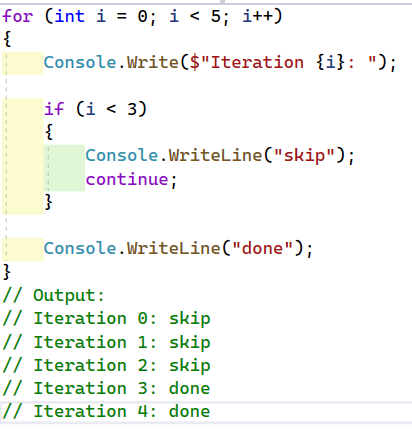 for (int i = 0; i < 5; i++)
{
    Console.Write($"Iteration {i}: ");

    if (i < 3)
    {
        Console.WriteLine("skip");
        continue;
    }

    Console.WriteLine("done");
}
// Output:
// Iteration 0: skip
// Iteration 1: skip
// Iteration 2: skip
// Iteration 3: done
// Iteration 4: done